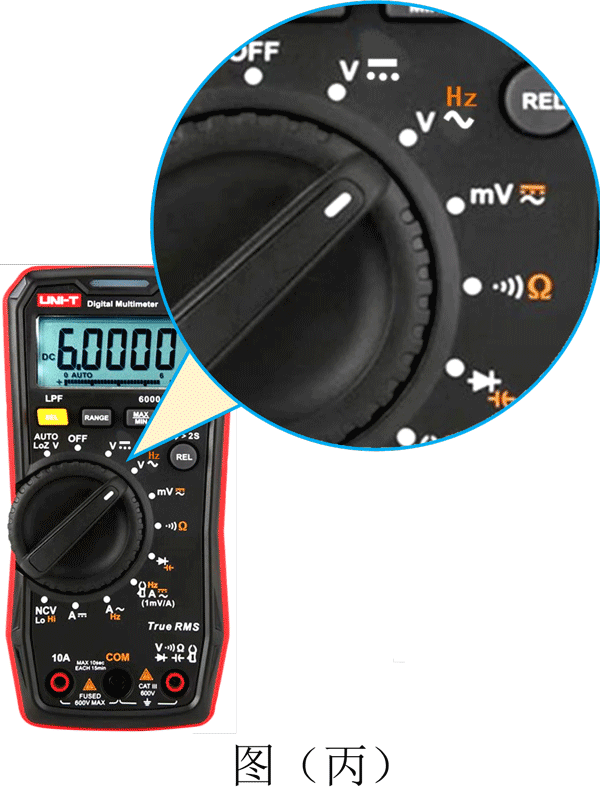 OFF
V
Hz
V
REL
mV
Ω
UNI-T Digital Multimeter
DC 6.0000
0 AUTO 6
LPF 6000
RANGE MAX MIN
AUTO LoZ V
OFF
V
Hz
V
> 2S
REL
mV
Ω
Hz
A
(1mV/A)
NCV
Lo Hi
A
A
Hz
True RMS
10A
MAX 10sec
EACH 15min
COM
V Ω
FUSED
600V MAX
CAT III
600V
图（丙）